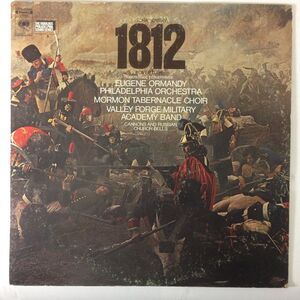 1812
EUGENE ORMANDY
PHILADELPHIA ORCHESTRA
MORMON TABERNACLE CHOIR
VALLEY FORGE MILITARY
ACADEMY BAND
CANNONS AND RUSSIAN
CHURCH BELLS